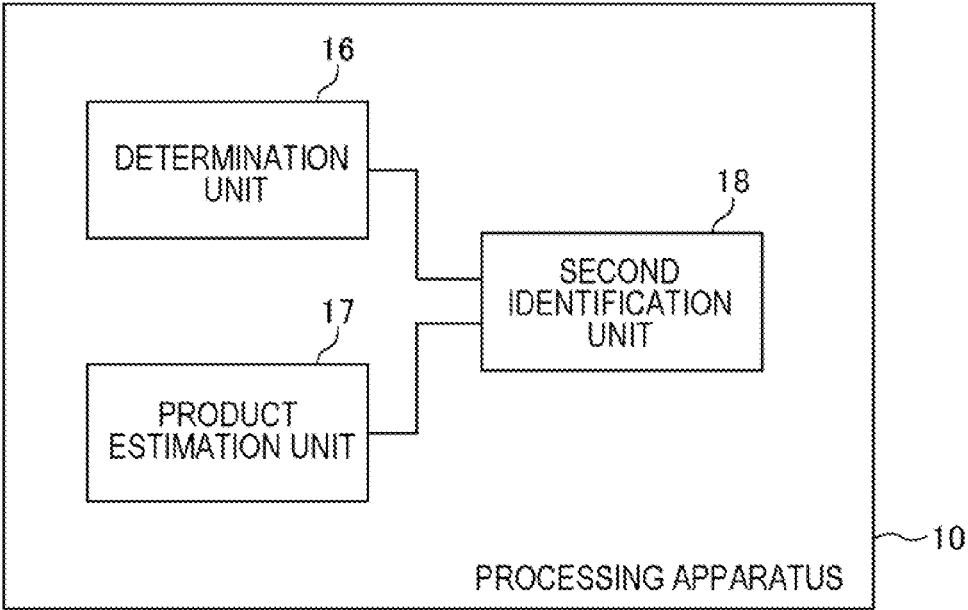 16
DETERMINATION
UNIT
18
SECOND
IDENTIFICATION
UNIT
17
PRODUCT
ESTIMATION UNIT
10
PROCESSING APPARATUS